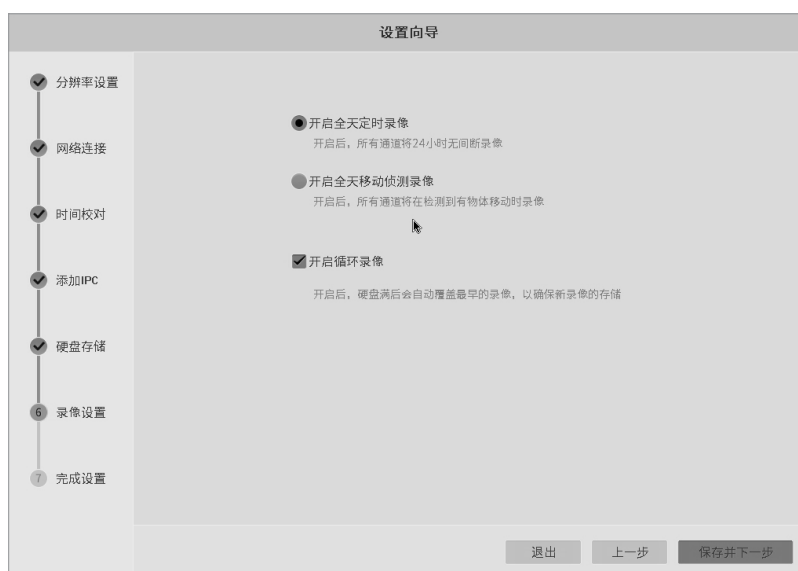 设置向导
分辨率设置
网络连接
时间校对
添加IPC
硬盘存储
6 录像设置
7 完成设置
开启全天定时录像
开启后，所有通道将24小时无间断录像
开启全天移动侦测录像
开启后，所有通道将在检测到有物体移动时录像
开启循环录像
开启后，硬盘满后会自动覆盖最早的录像，以确保新录像的存储
退出 上一步 保存并下一步